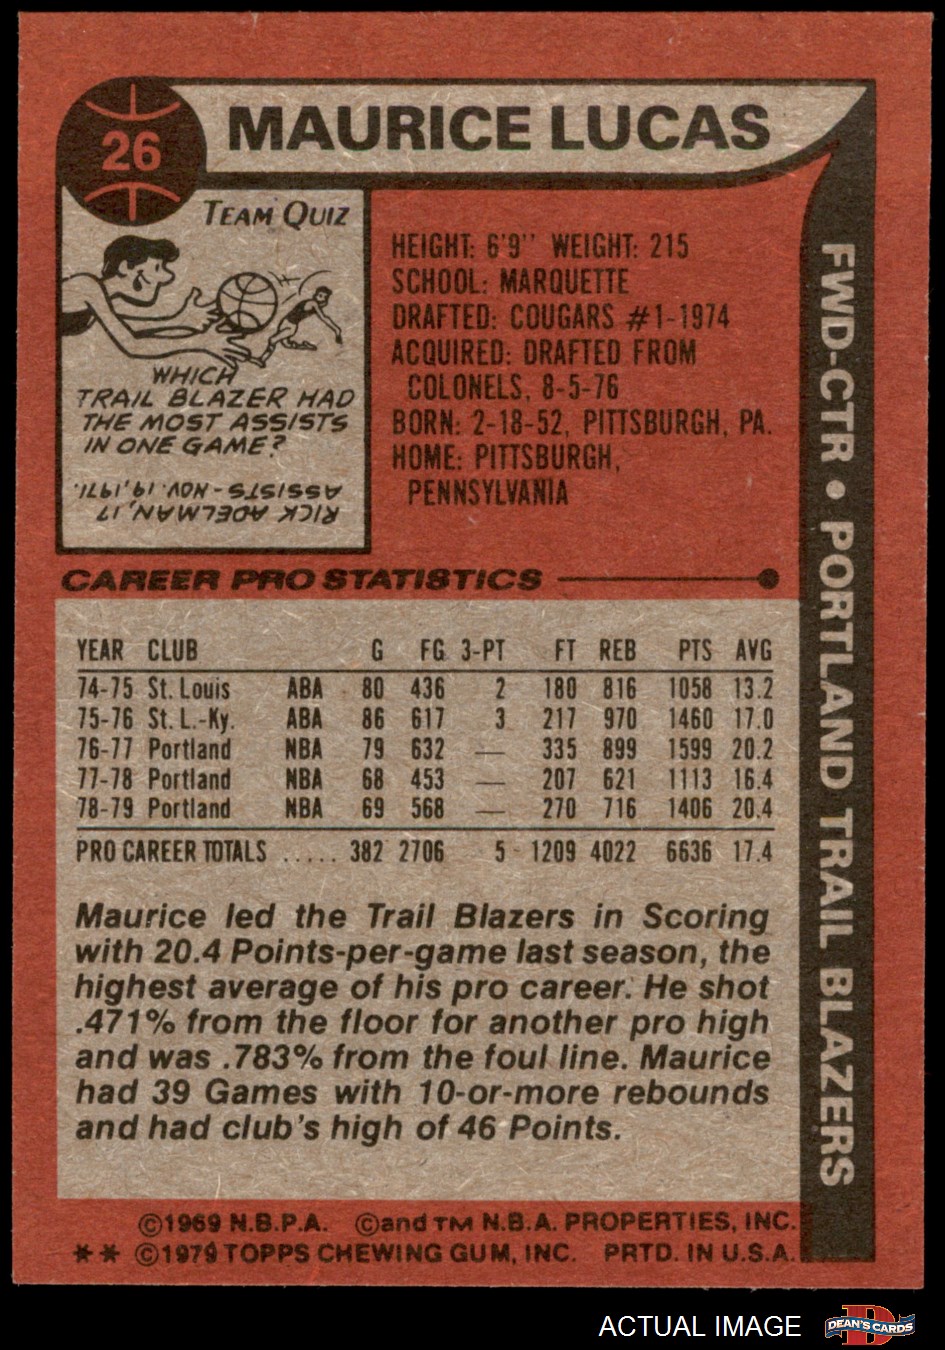 26
MAURICE LUCAS
TEAM QUIZ
WHICH
TRAIL BLAZER HAD
THE MOST ASSISTS
IN ONE GAME?
RICK ADELMAN, 17
ASSISTS - NOV. 19, 1971.
HEIGHT: 6'9" WEIGHT: 215
SCHOOL: MARQUETTE
DRAFTED: COUGARS #1-1974
ACQUIRED: DRAFTED FROM
COLONELS, 8-5-76
BORN: 2-18-52, PITTSBURGH, PA.
HOME: PITTSBURGH,
PENNSYLVANIA
FWD-CTR • PORTLAND TRAIL BLAZERS
CAREER PRO STATISTICS
YEAR CLUB G FG 3-PT FT REB PTS AVG
74-75 St. Louis ABA 80 436 2 180 816 1058 13.2
75-76 St. L.-Ky. ABA 86 617 3 217 970 1460 17.0
76-77 Portland NBA 79 632 — 335 899 1599 20.2
77-78 Portland NBA 68 453 — 207 621 1113 16.4
78-79 Portland NBA 69 568 — 270 716 1406 20.4
PRO CAREER TOTALS ..... 382 2706 5 1209 4022 6636 17.4
Maurice led the Trail Blazers in Scoring
with 20.4 Points-per-game last season, the
highest average of his pro career. He shot
.471% from the floor for another pro high
and was .783% from the foul line. Maurice
had 39 Games with 10-or-more rebounds
and had club's high of 46 Points.
©1969 N.B.P.A. ©and TM N.B.A. PROPERTIES, INC.
** ©1979 TOPPS CHEWING GUM, INC. PRTD. IN U.S.A.
ACTUAL IMAGE
D
DEAN'S CARDS